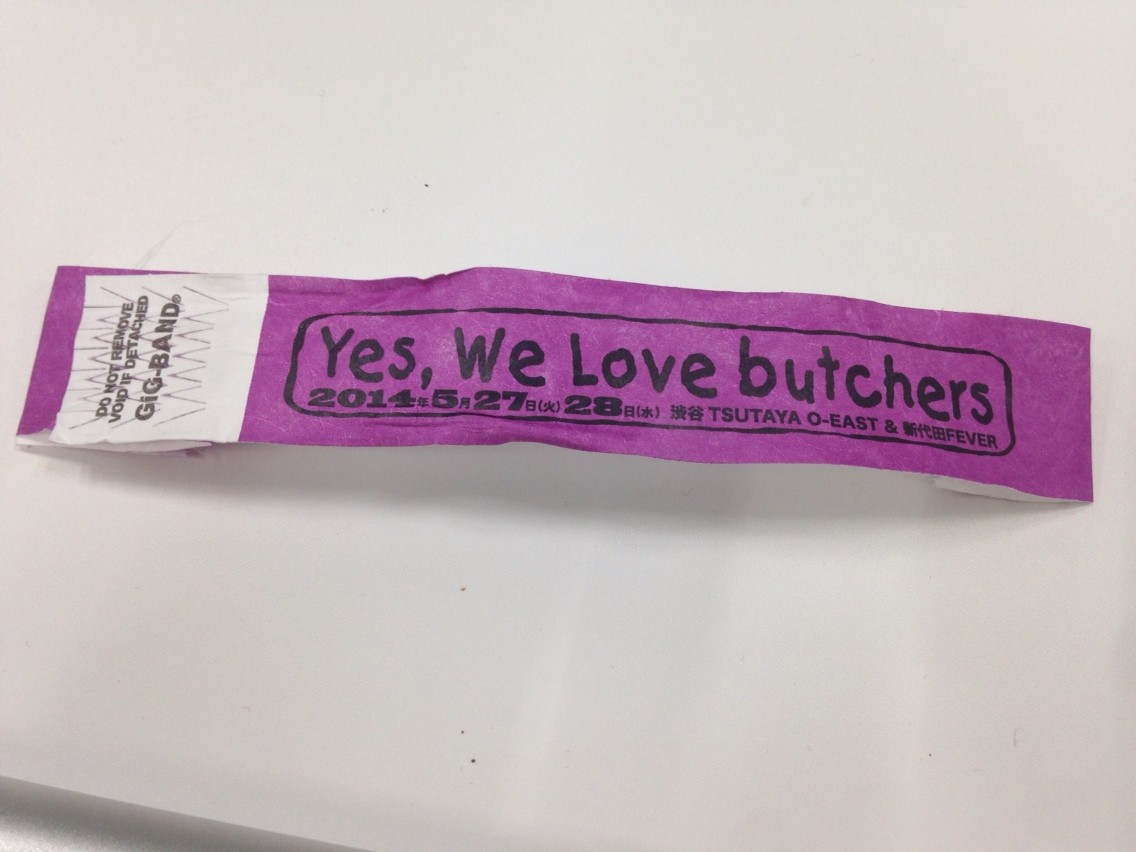 DO NOT REMOVE
VOID IF DETACHED
GiG-BAND®
Yes, We Love butchers
2014年5月27日(火)28日(水) 渋谷 TSUTAYA O-EAST & 新代田FEVER